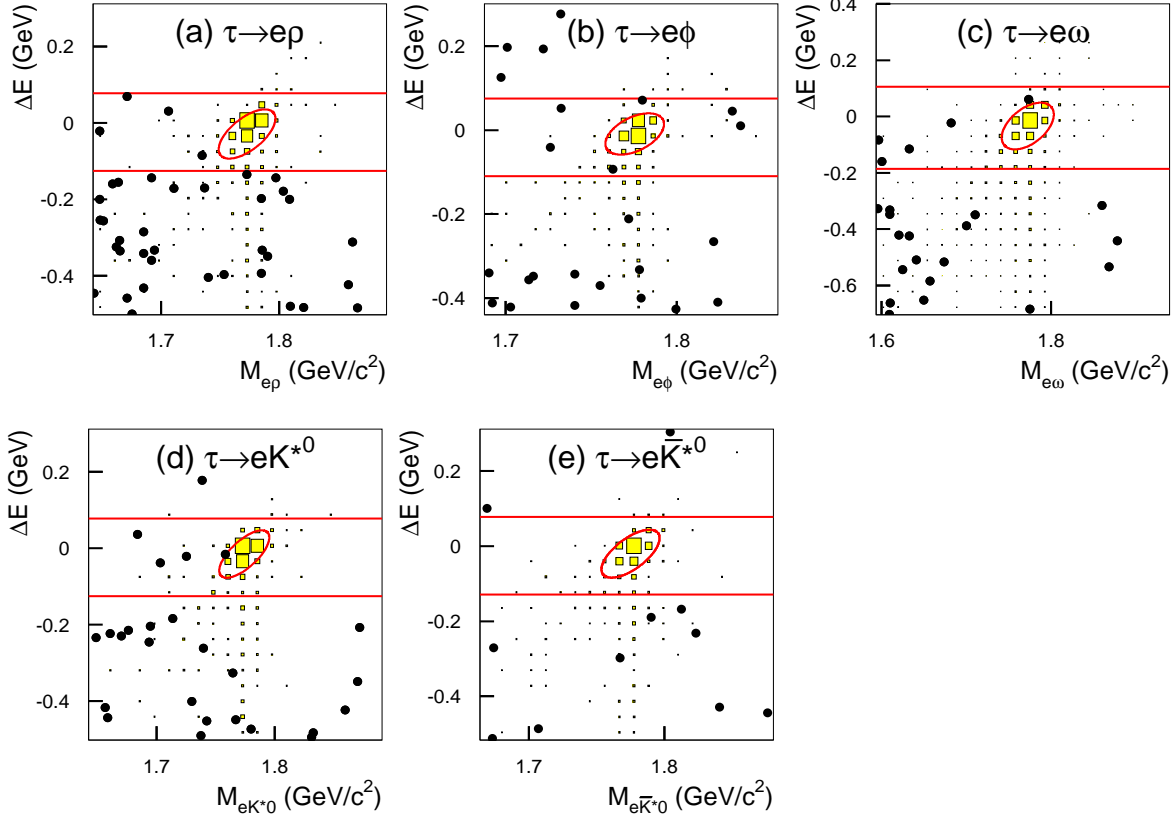 (a) τ→eρ
ΔE (GeV)
0.2
0
-0.2
-0.4
1.7 1.8
M_eρ (GeV/c²)
(b) τ→eϕ
ΔE (GeV)
0.2
0
-0.2
-0.4
1.7 1.8
M_eϕ (GeV/c²)
(c) τ→eω
ΔE (GeV)
0.2
0
-0.2
-0.4
-0.6
1.6 1.8
M_eω (GeV/c²)
(d) τ→eK*⁰
ΔE (GeV)
0.2
0
-0.2
-0.4
1.7 1.8
M_eK*0 (GeV/c²)
(e) τ→eK̅*⁰
ΔE (GeV)
0.2
0
-0.2
-0.4
1.7 1.8
M_eK̅*0 (GeV/c²)